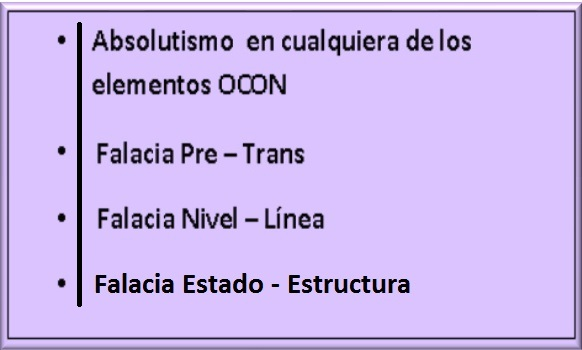 • Absolutismo en cualquiera de los
elementos OCON
• Falacia Pre – Trans
• Falacia Nivel – Línea
• Falacia Estado - Estructura